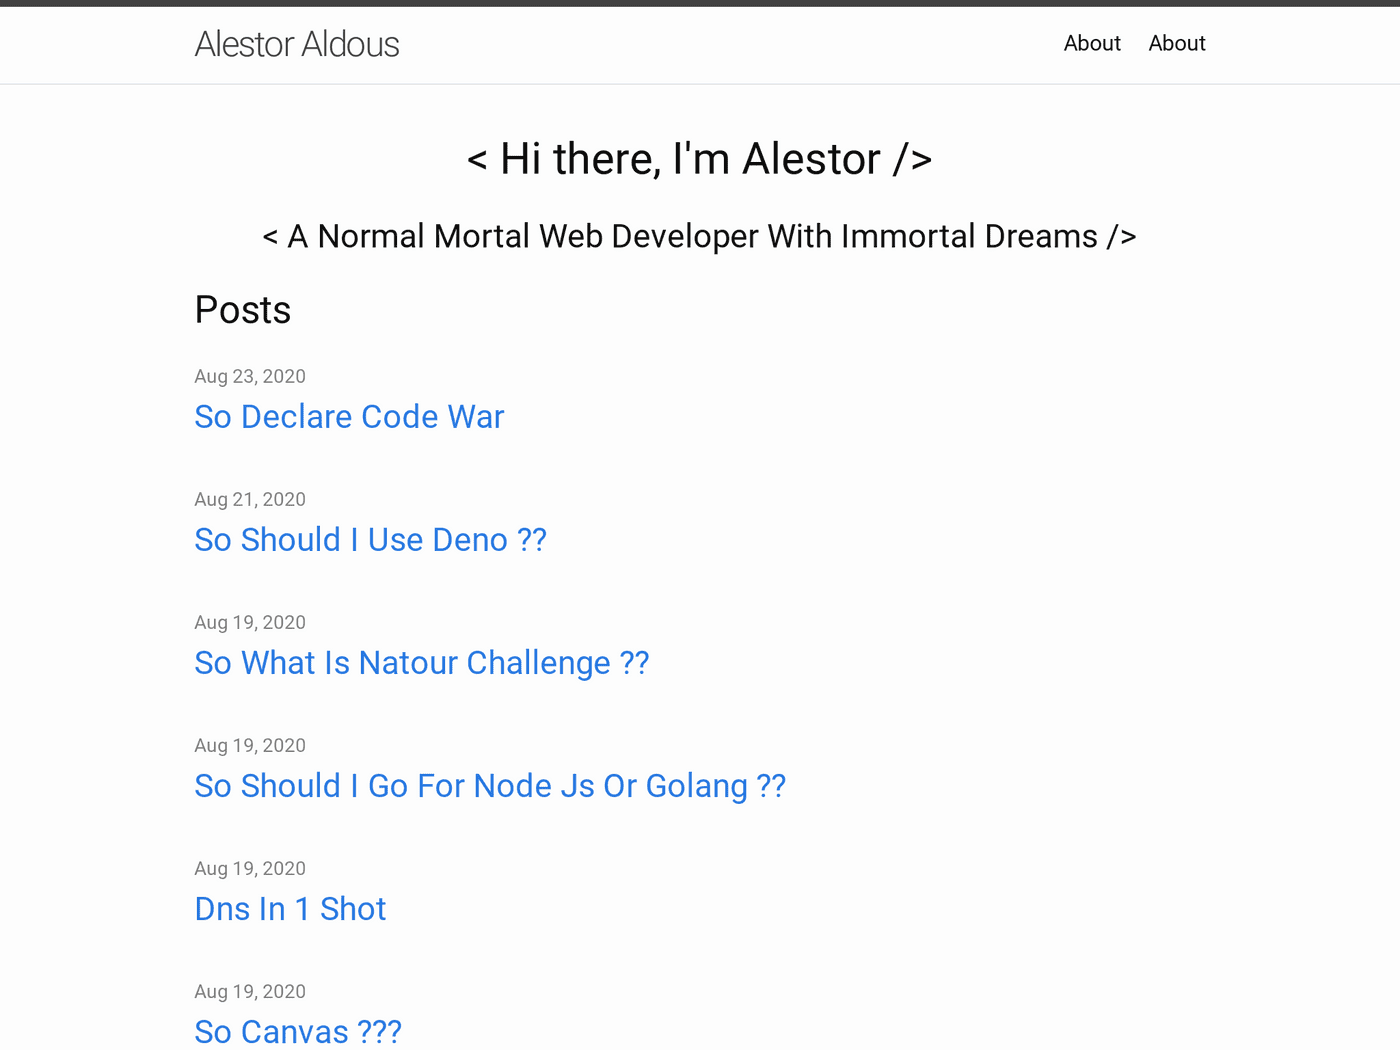 Alestor Aldous
About About
< Hi there, I'm Alestor />
< A Normal Mortal Web Developer With Immortal Dreams />
Posts
Aug 23, 2020
So Declare Code War
Aug 21, 2020
So Should I Use Deno ??
Aug 19, 2020
So What Is Natour Challenge ??
Aug 19, 2020
So Should I Go For Node Js Or Golang ??
Aug 19, 2020
Dns In 1 Shot
Aug 19, 2020
So Canvas ???